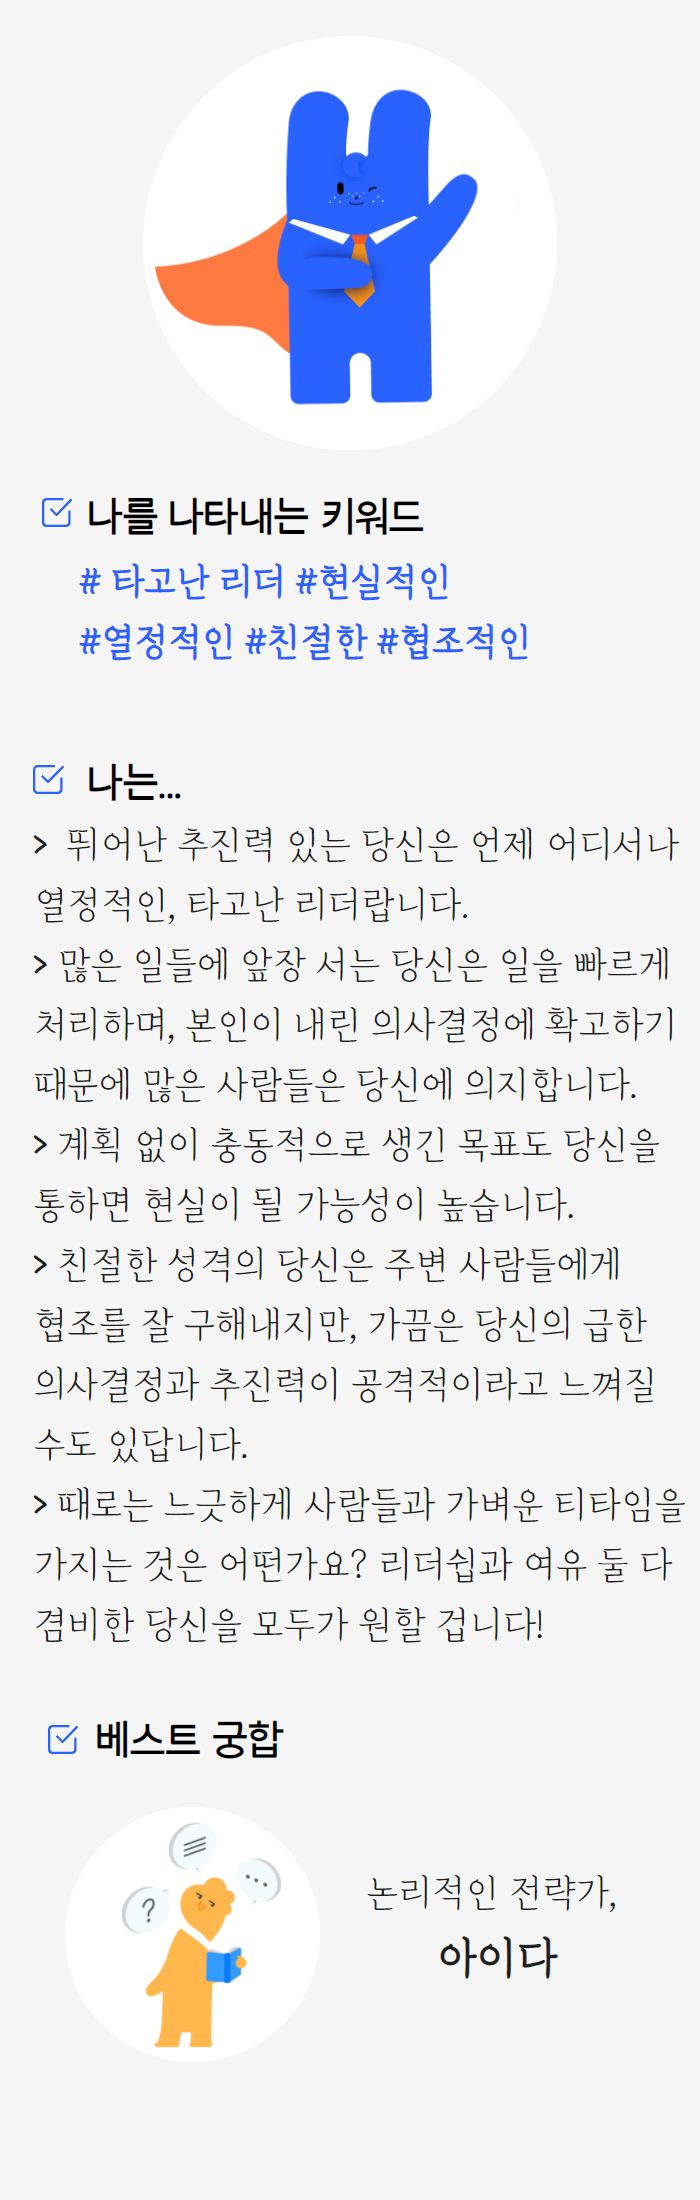 나를 나타내는 키워드
# 타고난 리더 #현실적인
#열정적인 #친절한 #협조적인
나는...
> 뛰어난 추진력 있는 당신은 언제 어디서나
열정적인, 타고난 리더랍니다.
> 많은 일들에 앞장 서는 당신은 일을 빠르게
처리하며, 본인이 내린 의사결정에 확고하기
때문에 많은 사람들은 당신에 의지합니다.
> 계획 없이 충동적으로 생긴 목표도 당신을
통하면 현실이 될 가능성이 높습니다.
> 친절한 성격의 당신은 주변 사람들에게
협조를 잘 구해내지만, 가끔은 당신의 급한
의사결정과 추진력이 공격적이라고 느껴질
수도 있답니다.
> 때로는 느긋하게 사람들과 가벼운 티타임을
가지는 것은 어떤가요? 리더쉽과 여유 둘 다
겸비한 당신을 모두가 원할 겁니다!
베스트 궁합
?
논리적인 전략가,
아이다